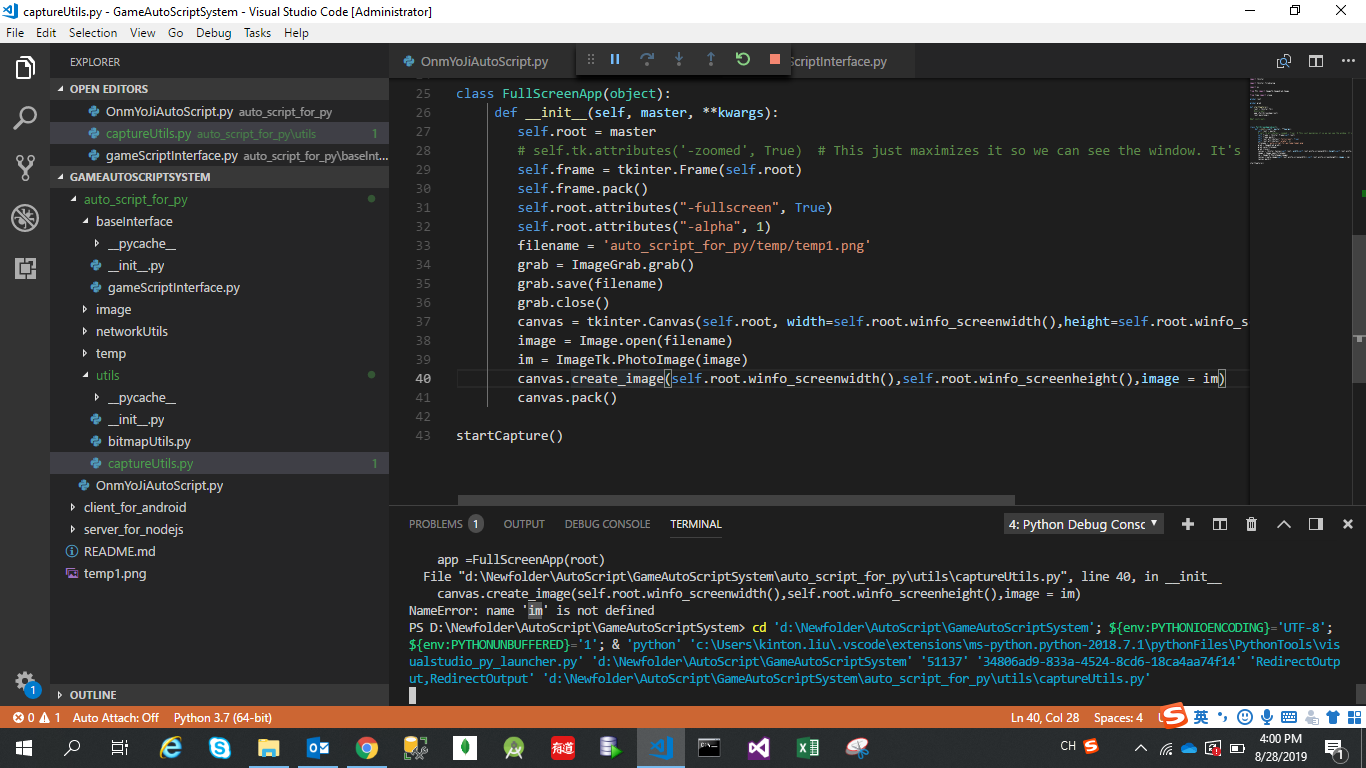 captureUtils.py - GameAutoScriptSystem - Visual Studio Code [Administrator]
File Edit Selection View Go Debug Tasks Help
EXPLORER
OPEN EDITORS
OnmYoJiAutoScript.py auto_script_for_py
captureUtils.py auto_script_for_py\utils 1
gameScriptInterface.py auto_script_for_py\baseInt...
GAMEAUTOSCRIPTSYSTEM
auto_script_for_py
baseInterface
__pycache__
__init__.py
gameScriptInterface.py
image
networkUtils
temp
utils
__pycache__
__init__.py
bitmapUtils.py
captureUtils.py 1
OnmYoJiAutoScript.py
client_for_android
server_for_nodejs
README.md
temp1.png
OUTLINE
1
OnmYoJiAutoScript.py
ScriptInterface.py
25 class FullScreenApp(object):
26 def __init__(self, master, **kwargs):
27 self.root = master
28 # self.tk.attributes('-zoomed', True)  # This just maximizes it so we can see the window. It's
29 self.frame = tkinter.Frame(self.root)
30 self.frame.pack()
31 self.root.attributes("-fullscreen", True)
32 self.root.attributes("-alpha", 1)
33 filename = 'auto_script_for_py/temp/temp1.png'
34 grab = ImageGrab.grab()
35 grab.save(filename)
36 grab.close()
37 canvas = tkinter.Canvas(self.root, width=self.root.winfo_screenwidth(),height=self.root.winfo_s
38 image = Image.open(filename)
39 im = ImageTk.PhotoImage(image)
40 canvas.create_image(self.root.winfo_screenwidth(),self.root.winfo_screenheight(),image = im)
41 canvas.pack()
42
43 startCapture()
PROBLEMS 1 OUTPUT DEBUG CONSOLE TERMINAL 4: Python Debug Consc
app =FullScreenApp(root)
File "d:\Newfolder\AutoScript\GameAutoScriptSystem\auto_script_for_py\utils\captureUtils.py", line 40, in __init__
canvas.create_image(self.root.winfo_screenwidth(),self.root.winfo_screenheight(),image = im)
NameError: name 'im' is not defined
PS D:\Newfolder\AutoScript\GameAutoScriptSystem> cd 'd:\Newfolder\AutoScript\GameAutoScriptSystem'; ${env:PYTHONIOENCODING}='UTF-8';
${env:PYTHONUNBUFFERED}='1'; & 'python' 'c:\Users\kinton.liu\.vscode\extensions\ms-python.python-2018.7.1\pythonFiles\PythonTools\vis
ualstudio_py_launcher.py' 'd:\Newfolder\AutoScript\GameAutoScriptSystem' '51137' '34806ad9-833a-4524-8cd6-18ca4aa74f14' 'RedirectOutp
ut,RedirectOutput' 'd:\Newfolder\AutoScript\GameAutoScriptSystem\auto_script_for_py\utils\captureUtils.py'
0 1 Auto Attach: Off Python 3.7 (64-bit) Ln 40, Col 28 Spaces: 4 英
有道
CH
4:00 PM
8/28/2019
1